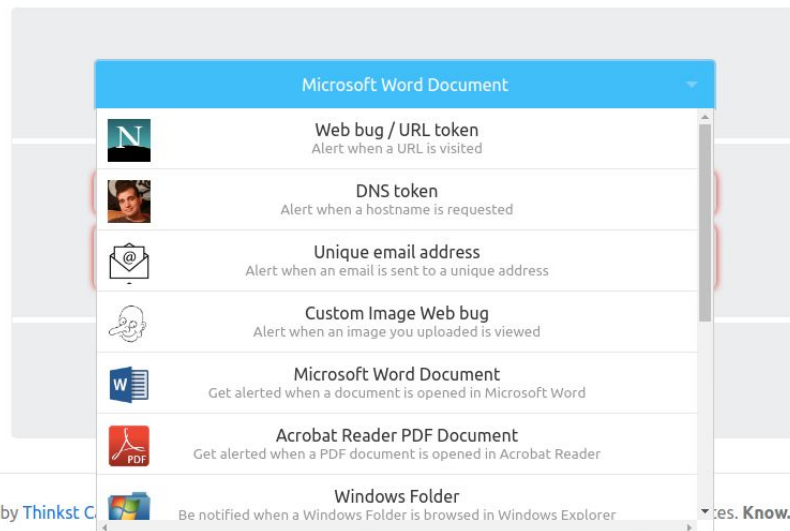 Microsoft Word Document
N
Web bug / URL token
Alert when a URL is visited
DNS token
Alert when a hostname is requested
@
Unique email address
Alert when an email is sent to a unique address
Custom Image Web bug
Alert when an image you uploaded is viewed
W
Microsoft Word Document
Get alerted when a document is opened in Microsoft Word
PDF
Acrobat Reader PDF Document
Get alerted when a PDF document is opened in Acrobat Reader
Windows Folder
Be notified when a Windows Folder is browsed in Windows Explorer
by Thinkst Ca
ces. Know.